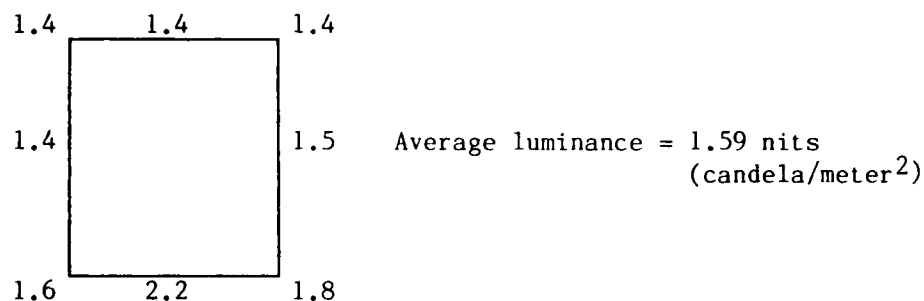 1.4 1.4 1.4
1.4 1.5 Average luminance = 1.59 nits
(candela/meter²)
1.6 2.2 1.8